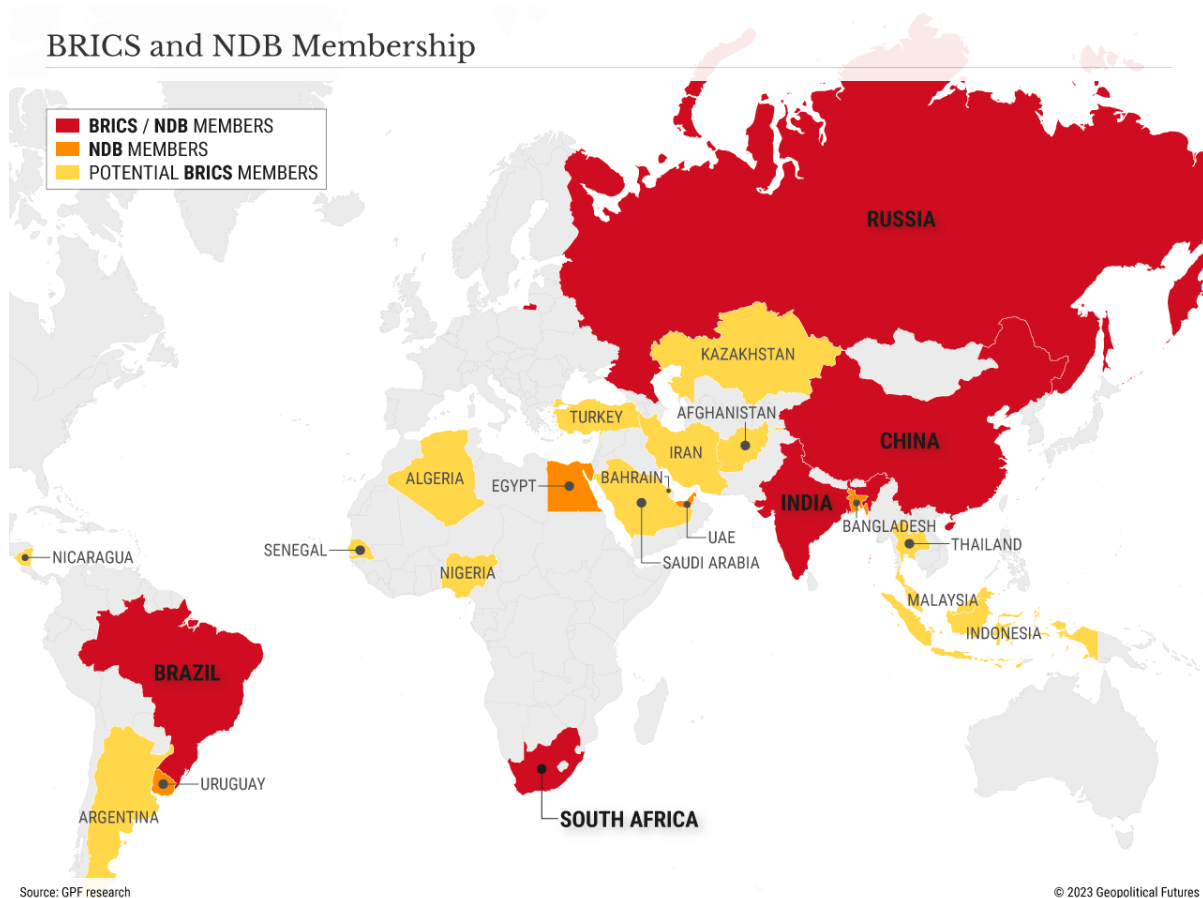 BRICS and NDB Membership
BRICS / NDB MEMBERS
NDB MEMBERS
POTENTIAL BRICS MEMBERS
RUSSIA
KAZAKHSTAN
TURKEY
AFGHANISTAN
CHINA
IRAN
ALGERIA
EGYPT
BAHRAIN
INDIA
BANGLADESH
UAE
THAILAND
SENEGAL
NICARAGUA
SAUDI ARABIA
NIGERIA
MALAYSIA
INDONESIA
BRAZIL
URUGUAY
ARGENTINA
SOUTH AFRICA
Source: GPF research
© 2023 Geopolitical Futures